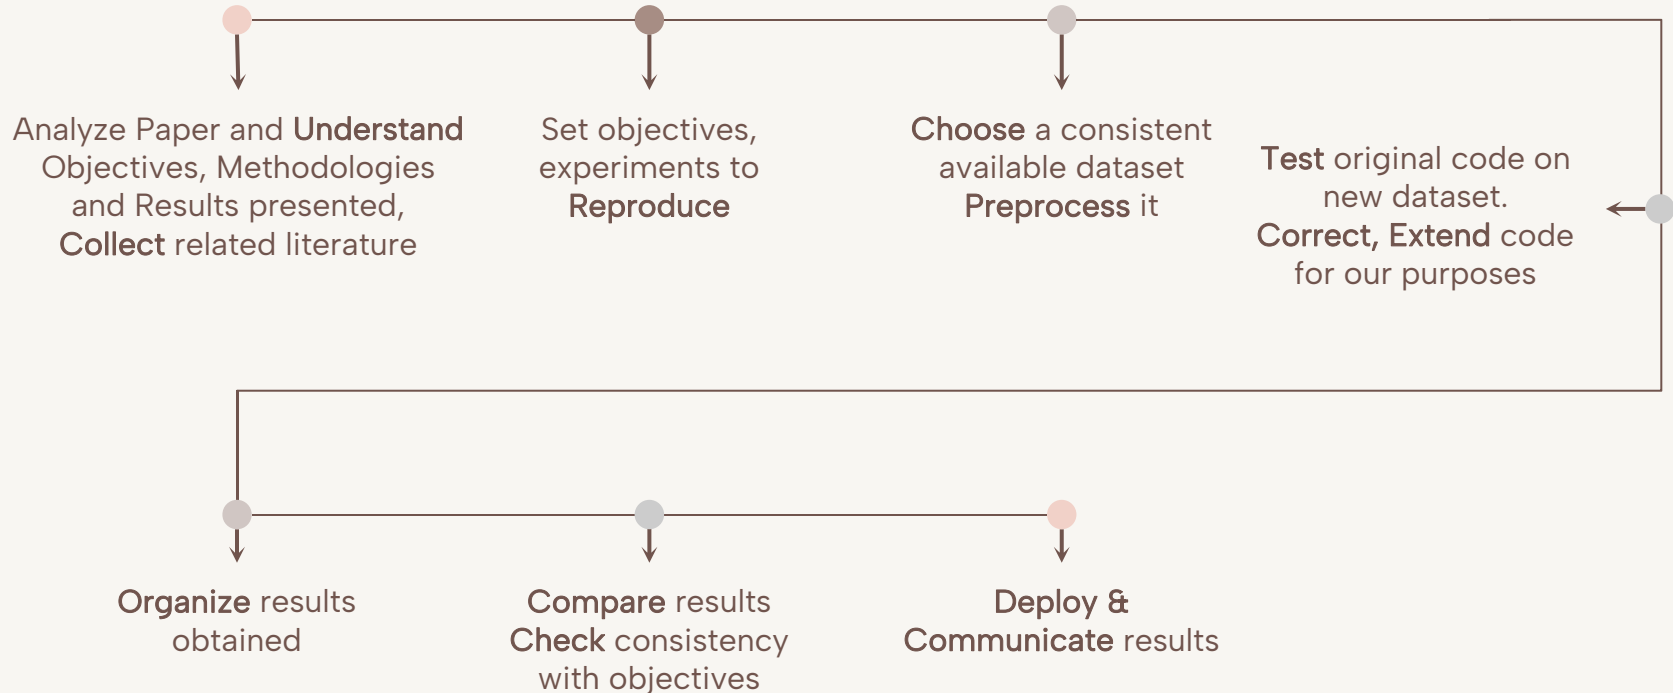 Analyze Paper and Understand
Objectives, Methodologies
and Results presented,
Collect related literature
Set objectives,
experiments to
Reproduce
Choose a consistent
available dataset
Preprocess it
Test original code on
new dataset.
Correct, Extend code
for our purposes
Organize results
obtained
Compare results
Check consistency
with objectives
Deploy &
Communicate results